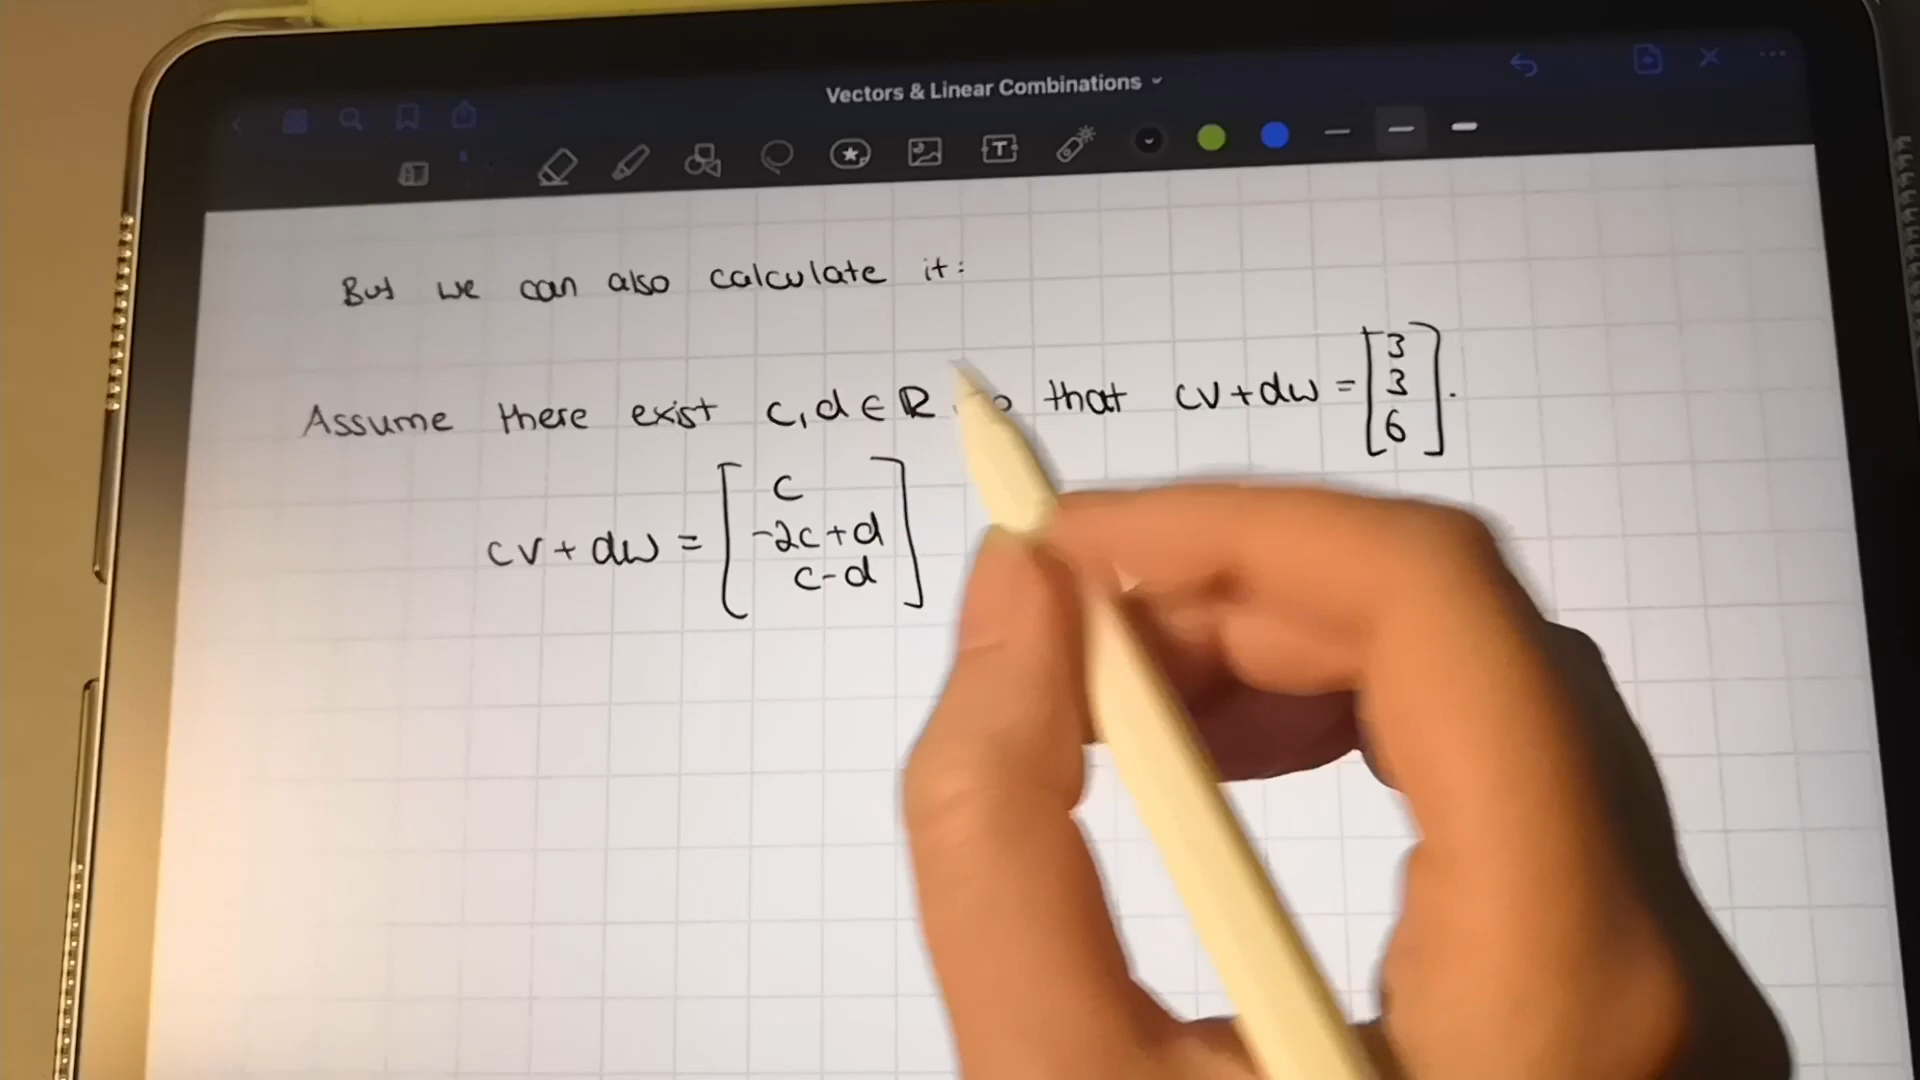 Vectors & Linear Combinations
But we can also calculate it:
Assume there exist c,d ∈ ℝ that cv + dw = [3 3 6].
cv + dw = [c -2c+d c-d]